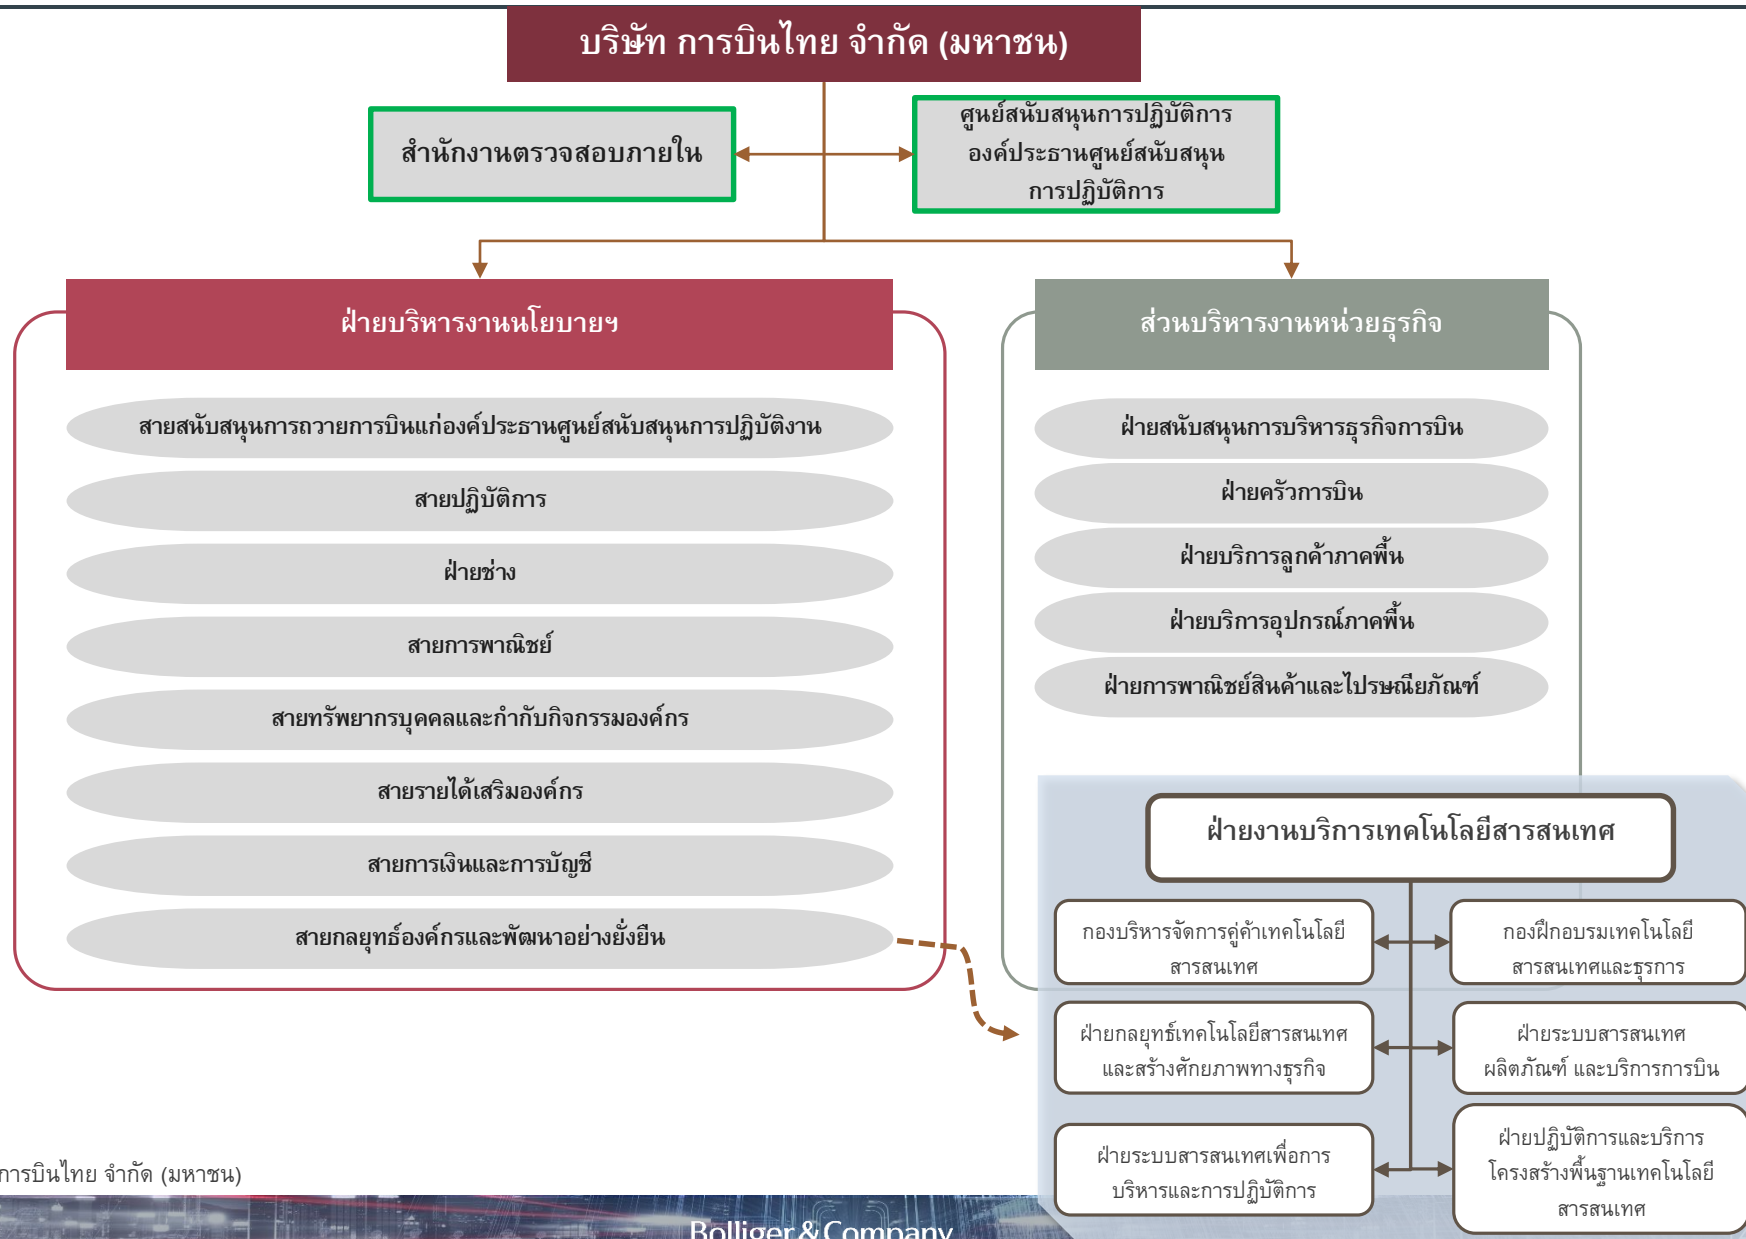 บริษัท การบินไทย จำกัด (มหาชน)
สำนักงานตรวจสอบภายใน
ศูนย์สนับสนุนการปฏิบัติการ
องค์ประธานศูนย์สนับสนุน
การปฏิบัติการ
ฝ่ายบริหารงานนโยบายฯ
สายสนับสนุนการถวายการบินแก่องค์ประธานศูนย์สนับสนุนการปฏิบัติงาน
สายปฏิบัติการ
ฝ่ายช่าง
สายการพาณิชย์
สายทรัพยากรบุคคลและกำกับกิจกรรมองค์กร
สายรายได้เสริมองค์กร
สายการเงินและการบัญชี
สายกลยุทธ์องค์กรและพัฒนาอย่างยั่งยืน
ส่วนบริหารงานหน่วยธุรกิจ
ฝ่ายสนับสนุนการบริหารธุรกิจการบิน
ฝ่ายครัวการบิน
ฝ่ายบริการลูกค้าภาคพื้น
ฝ่ายบริการอุปกรณ์ภาคพื้น
ฝ่ายการพาณิชย์สินค้าและไปรษณียภัณฑ์
ฝ่ายงานบริการเทคโนโลยีสารสนเทศ
กองบริหารจัดการคู่ค้าเทคโนโลยี
สารสนเทศ
กองฝึกอบรมเทคโนโลยี
สารสนเทศและธุรการ
ฝ่ายกลยุทธ์เทคโนโลยีสารสนเทศ
และสร้างศักยภาพทางธุรกิจ
ฝ่ายระบบสารสนเทศ
ผลิตภัณฑ์ และบริการการบิน
ฝ่ายระบบสารสนเทศเพื่อการ
บริหารและการปฏิบัติการ
ฝ่ายปฏิบัติการและบริการ
โครงสร้างพื้นฐานเทคโนโลยี
สารสนเทศ
การบินไทย จำกัด (มหาชน)
Bolliger & Company